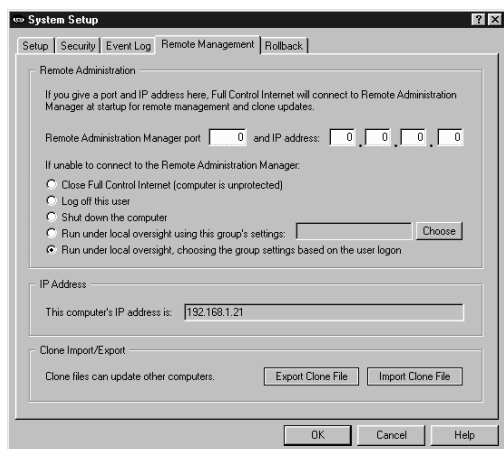 System Setup
Setup Security Event Log Remote Management Rollback
Remote Administration
If you give a port and IP address here, Full Control Internet will connect to Remote Administration
Manager at startup for remote management and clone updates.
Remote Administration Manager port 0 and IP address: 0 . 0 . 0 . 0
If unable to connect to the Remote Administration Manager:
Close Full Control Internet (computer is unprotected)
Log off this user
Shut down the computer
Run under local oversight using this group's settings: Choose
Run under local oversight, choosing the group settings based on the user logon
IP Address
This computer's IP address is: 192.168.1.21
Clone Import/Export
Clone files can update other computers. Export Clone File Import Clone File
OK Cancel Help